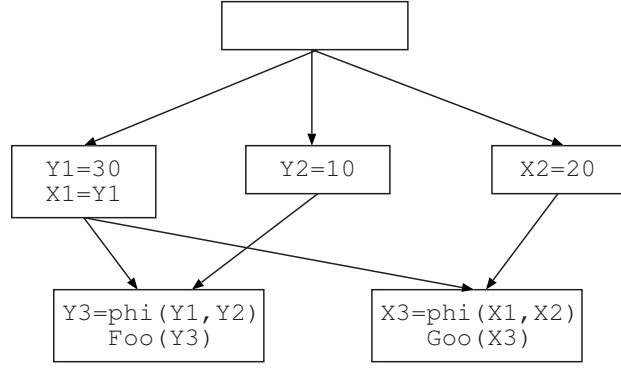 Y1=30
X1=Y1
Y2=10
X2=20
Y3=phi(Y1,Y2)
Foo(Y3)
X3=phi(X1,X2)
Goo(X3)